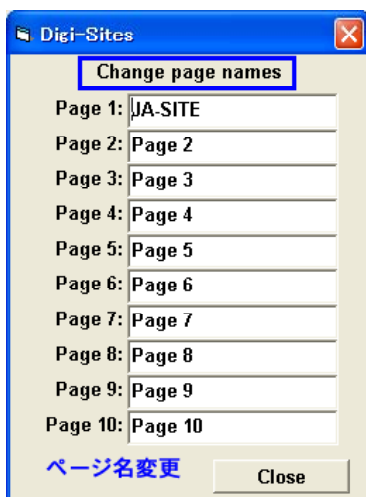 Digi-Sites
Change page names
Page 1: JA-SITE
Page 2: Page 2
Page 3: Page 3
Page 4: Page 4
Page 5: Page 5
Page 6: Page 6
Page 7: Page 7
Page 8: Page 8
Page 9: Page 9
Page 10: Page 10
ページ名変更
Close